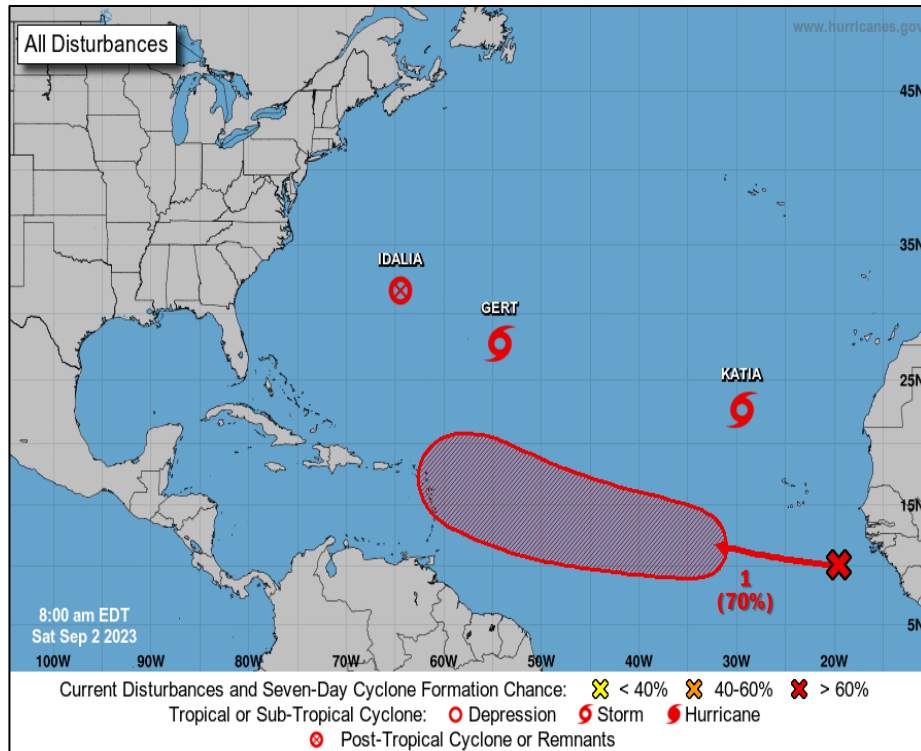 www.hurricanes.gov
All Disturbances
45N
35N
IDALIA
GERT
KATIA
25N
15N
1
(70%)
8:00 am EDT
Sat Sep 2 2023
5N
100W 90W 80W 70W 60W 50W 40W 30W 20W
Current Disturbances and Seven-Day Cyclone Formation Chance: < 40% 40-60% > 60%
Tropical or Sub-Tropical Cyclone: Depression Storm Hurricane
Post-Tropical Cyclone or Remnants